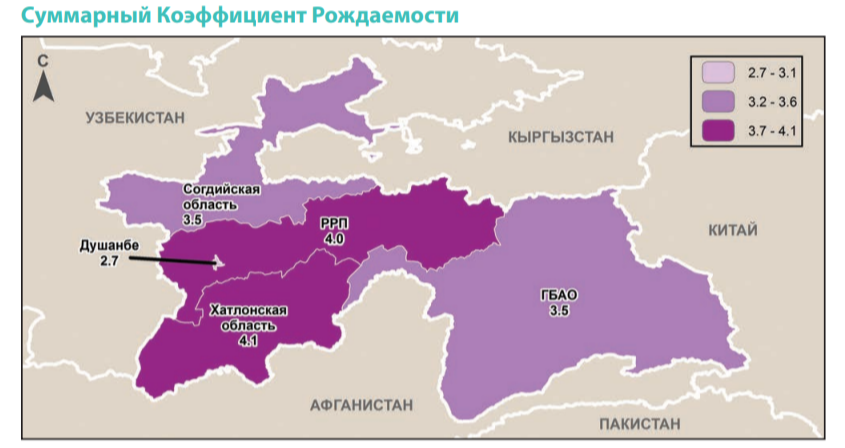 Суммарный Коэффициент Рождаемости
С
2.7 - 3.1
3.2 - 3.6
3.7 - 4.1
УЗБЕКИСТАН
КЫРГЫЗСТАН
Согдийская
область
3.5
РРП
4.0
КИТАЙ
Душанбе
2.7
ГБАО
3.5
Хатлонская
область
4.1
АФГАНИСТАН
ПАКИСТАН